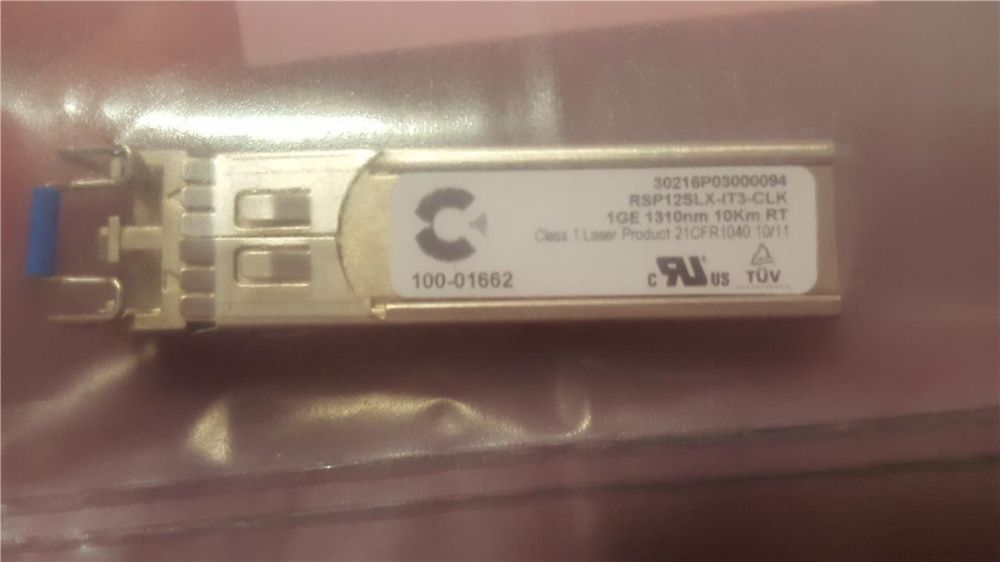 30216P03000094
RSP12SLX-IT3-CLK
1GE 1310nm 10Km RT
Class 1 Laser Product 21CFR1040 10/11
100-01662
C RU US
TÜV